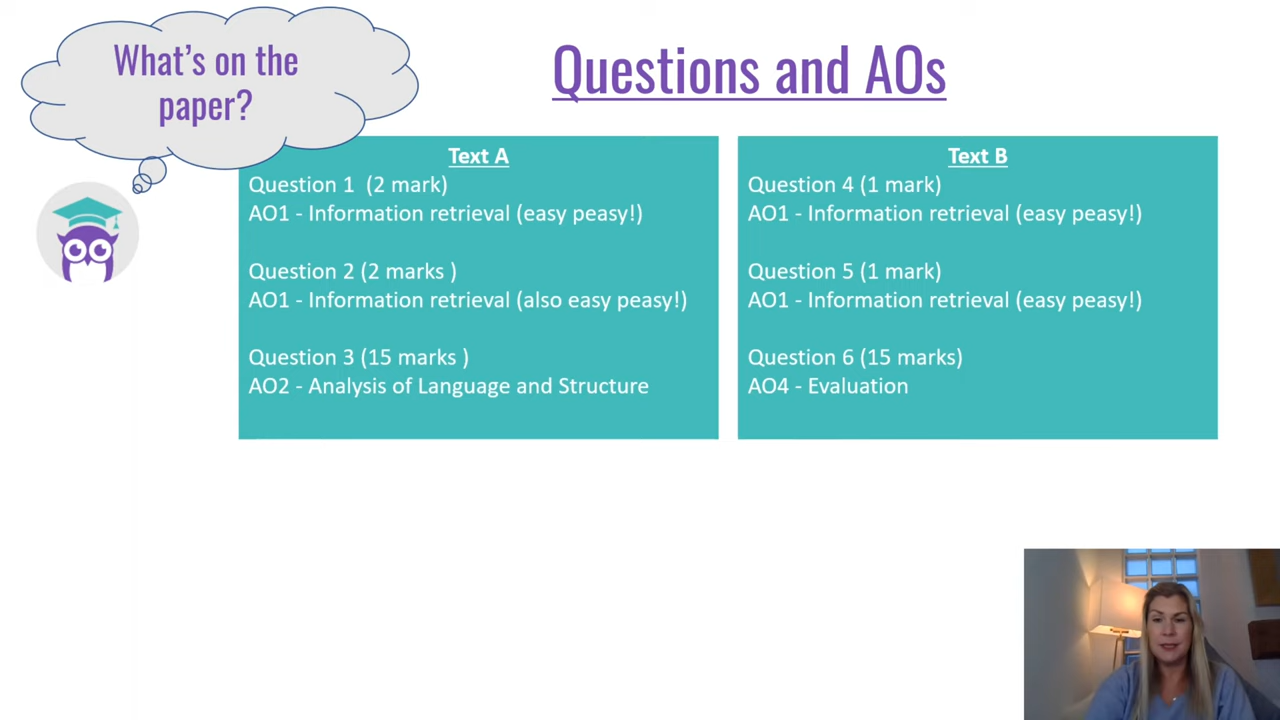 What's on the
paper?
Questions and AOs
Text A
Question 1  (2 mark)
AO1 - Information retrieval (easy peasy!)
Question 2 (2 marks )
AO1 - Information retrieval (also easy peasy!)
Question 3 (15 marks )
AO2 - Analysis of Language and Structure
Text B
Question 4 (1 mark)
AO1 - Information retrieval (easy peasy!)
Question 5 (1 mark)
AO1 - Information retrieval (easy peasy!)
Question 6 (15 marks)
AO4 - Evaluation